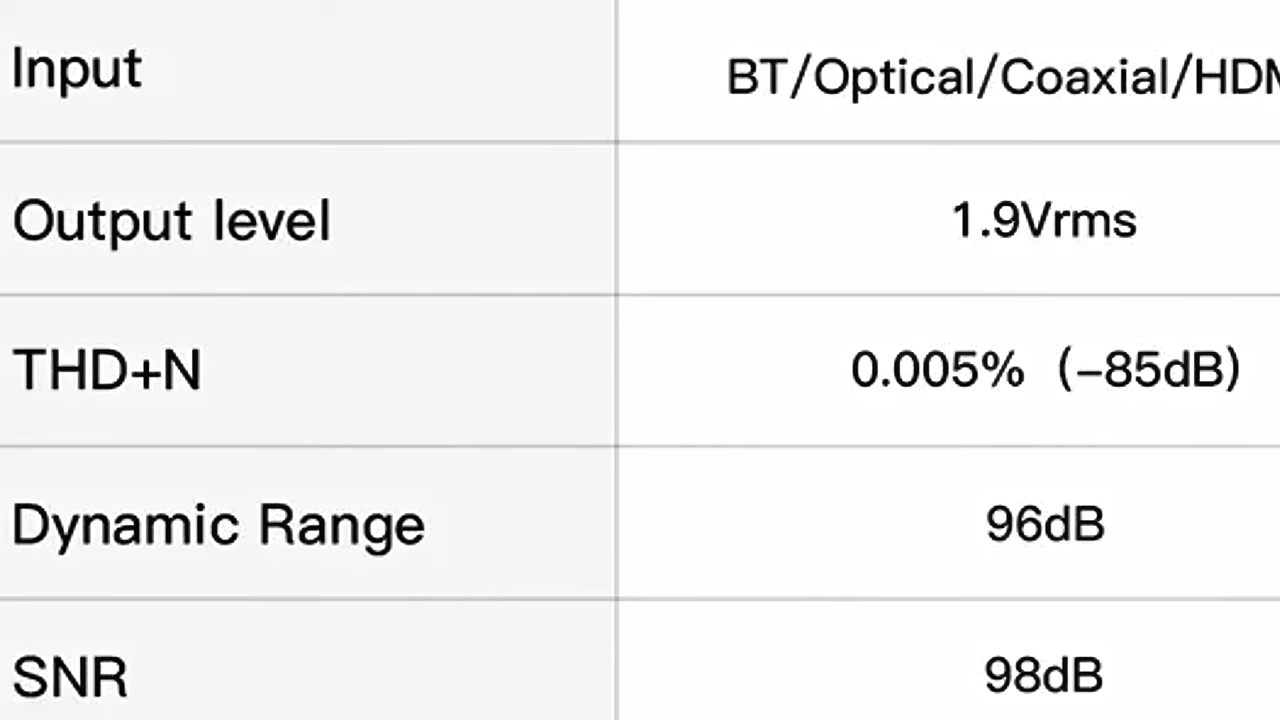 Input BT/Optical/Coaxial/HDM
Output level 1.9Vrms
THD+N 0.005% (-85dB)
Dynamic Range 96dB
SNR 98dB